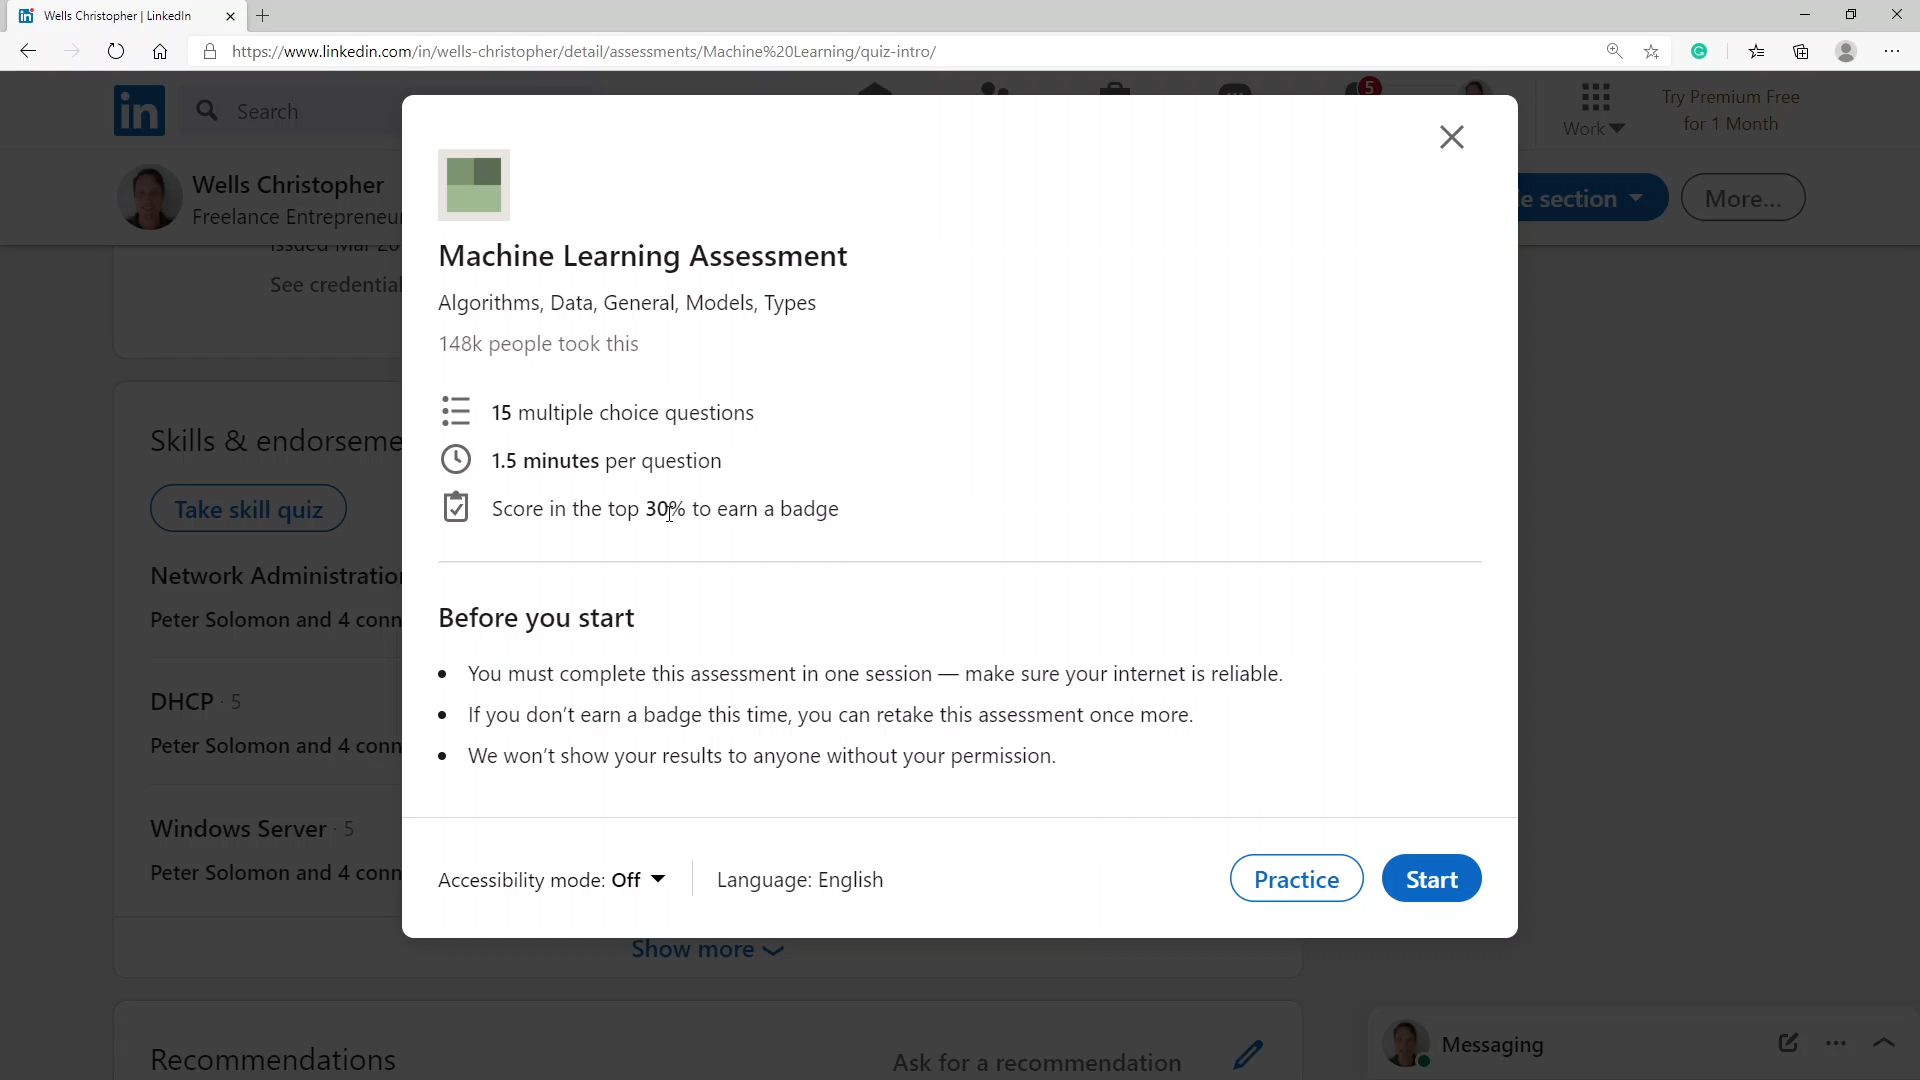 Wells Christopher | LinkedIn
https://www.linkedin.com/in/wells-christopher/detail/assessments/Machine%20Learning/quiz-intro/
in
Search
5
Work
Try Premium Free
for 1 Month
Wells Christopher
Freelance Entrepreneu
e section
More...
See credential
Machine Learning Assessment
Algorithms, Data, General, Models, Types
148k people took this
15 multiple choice questions
1.5 minutes per question
Score in the top 30% to earn a badge
Skills & endorseme
Take skill quiz
Network Administratio
Peter Solomon and 4 conn
DHCP · 5
Peter Solomon and 4 conn
Windows Server · 5
Peter Solomon and 4 conn
Before you start
You must complete this assessment in one session — make sure your internet is reliable.
If you don't earn a badge this time, you can retake this assessment once more.
We won't show your results to anyone without your permission.
Accessibility mode: Off
Language: English
Practice
Start
Show more
Recommendations
Ask for a recommendation
Messaging